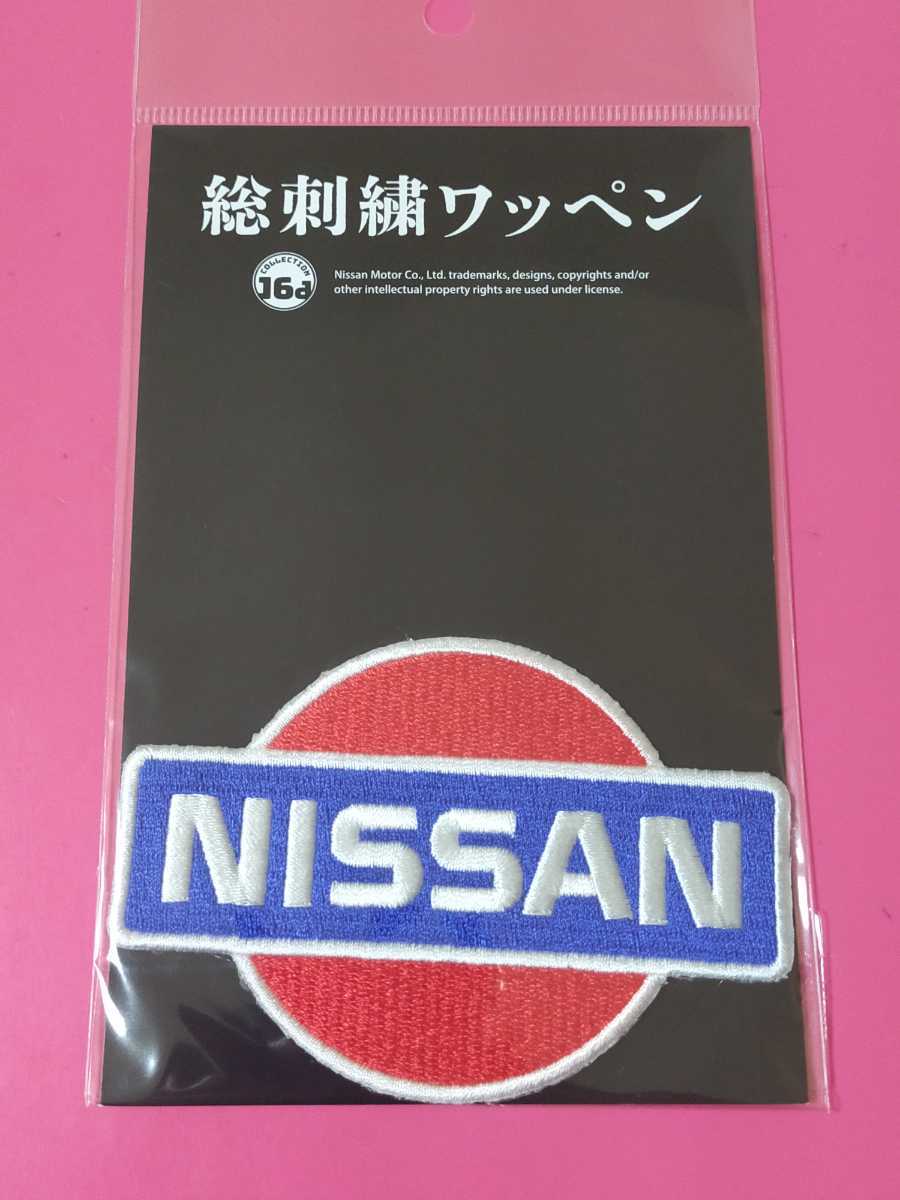 総刺繍ワッペン
COLLECTION
16d
Nissan Motor Co., Ltd. trademarks, designs, copyrights and/or
other intellectual property rights are used under license.
NISSAN